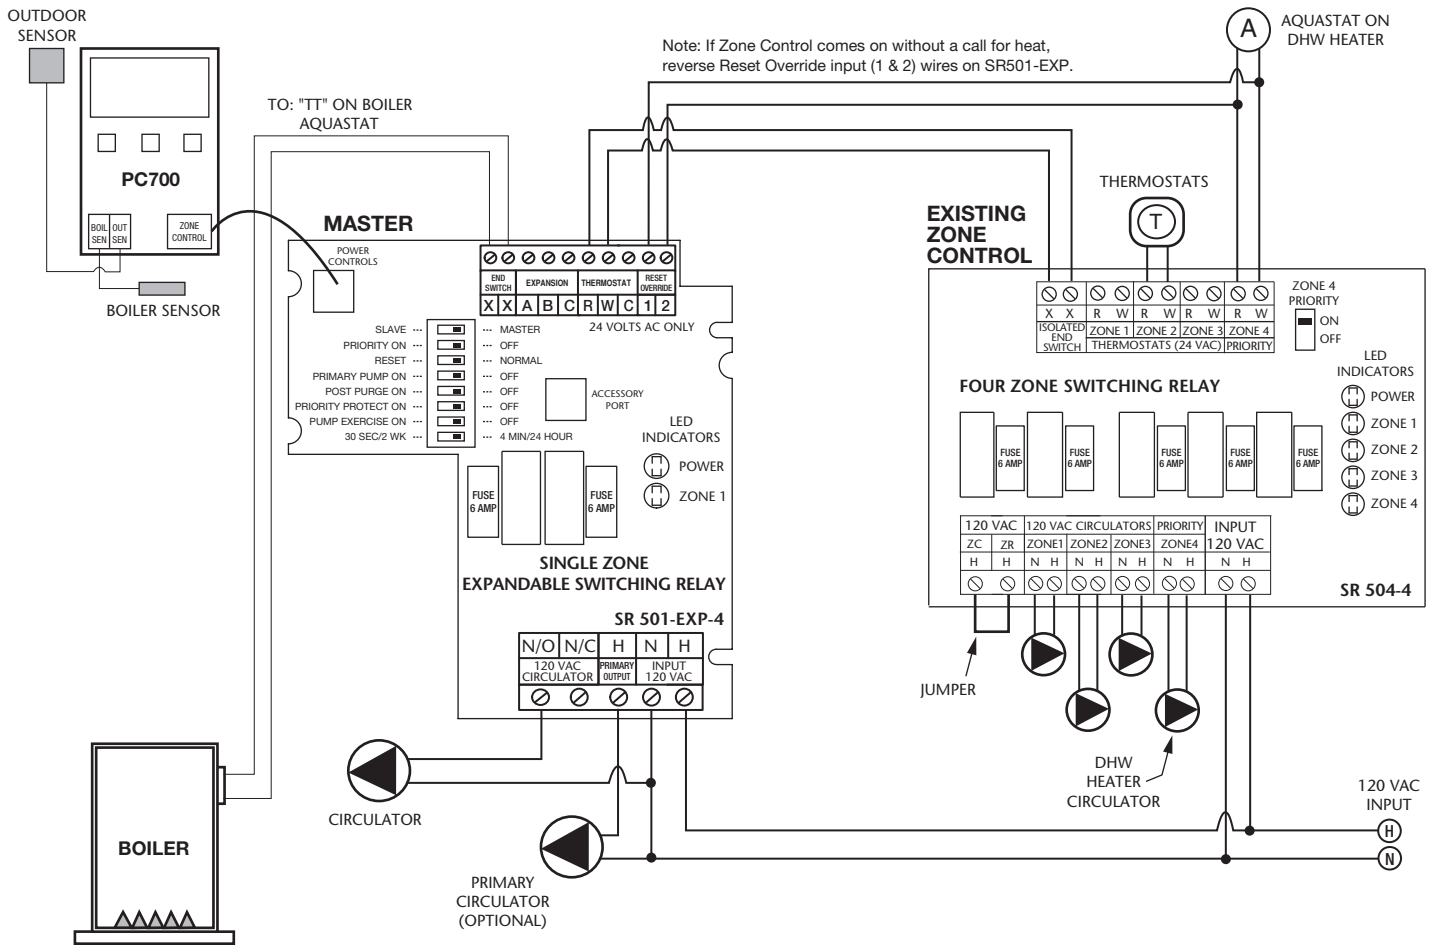 OUTDOOR
SENSOR
PC700
BOIL
SEN
OUT
SEN
ZONE
CONTROL
BOILER SENSOR
TO: "TT" ON BOILER
AQUASTAT
Note: If Zone Control comes on without a call for heat,
reverse Reset Override input (1 & 2) wires on SR501-EXP.
A
AQUASTAT ON
DHW HEATER
MASTER
POWER
CONTROLS
END
SWITCH
EXPANSION
THERMOSTAT
RESET
OVERRIDE
X X A B C R W C 1 2
24 VOLTS AC ONLY
SLAVE --- --- MASTER
PRIORITY ON --- --- OFF
RESET --- --- NORMAL
PRIMARY PUMP ON --- --- OFF
POST PURGE ON --- --- OFF
PRIORITY PROTECT ON --- --- OFF
PUMP EXERCISE ON --- --- OFF
30 SEC/2 WK --- --- 4 MIN/24 HOUR
ACCESSORY
PORT
LED
INDICATORS
POWER
ZONE 1
FUSE
6 AMP
FUSE
6 AMP
SINGLE ZONE
EXPANDABLE SWITCHING RELAY
SR 501-EXP-4
N/O N/C H N H
120 VAC
CIRCULATOR
PRIMARY
OUTPUT
INPUT
120 VAC
CIRCULATOR
PRIMARY
CIRCULATOR
(OPTIONAL)
BOILER
THERMOSTATS
T
EXISTING
ZONE
CONTROL
X X R W R W R W R W
ISOLATED
END
SWITCH
ZONE 1 ZONE 2 ZONE 3 ZONE 4
THERMOSTATS (24 VAC) PRIORITY
ZONE 4
PRIORITY
ON
OFF
LED
INDICATORS
POWER
ZONE 1
ZONE 2
ZONE 3
ZONE 4
FOUR ZONE SWITCHING RELAY
FUSE
6 AMP
FUSE
6 AMP
FUSE
6 AMP
FUSE
6 AMP
FUSE
6 AMP
120 VAC 120 VAC CIRCULATORS PRIORITY INPUT
ZC ZR ZONE1 ZONE2 ZONE3 ZONE4 120 VAC
H H N H N H N H N H N H
SR 504-4
JUMPER
DHW
HEATER
CIRCULATOR
120 VAC
INPUT
H
N